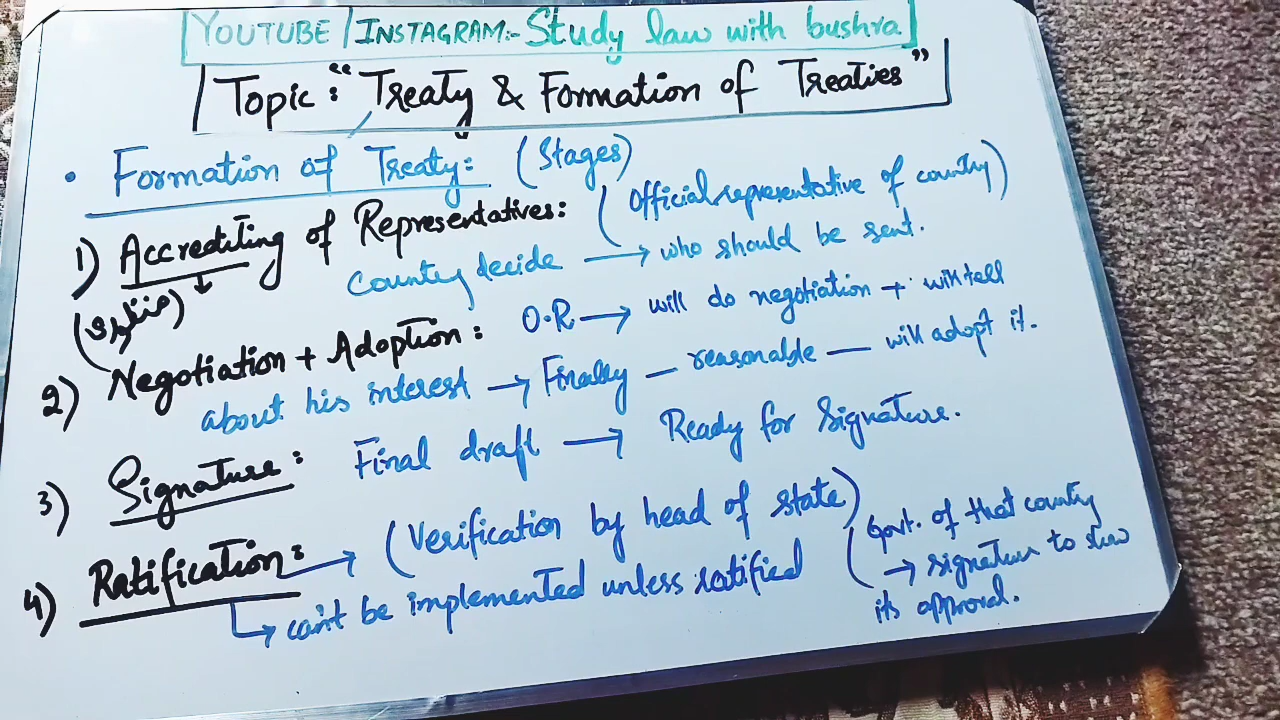 YOUTUBE/INSTAGRAM:- Study law with bushra
Topic: "Treaty & Formation of Treaties"
• Formation of Treaty: (Stages)
1) Accrediting of Representatives: (Official representative of country)
(منظوری) County decide → who should be sent.
2) Negotiation + Adoption: O.R → will do negotiation + will tell
about his interest → Finally — reasonable — will adopt it.
3) Signature: Final draft → Ready for Signature.
4) Ratification: → (Verification by head of state)
→ can't be implemented unless ratified
(Govt. of that county
→ signature to show
its approval.